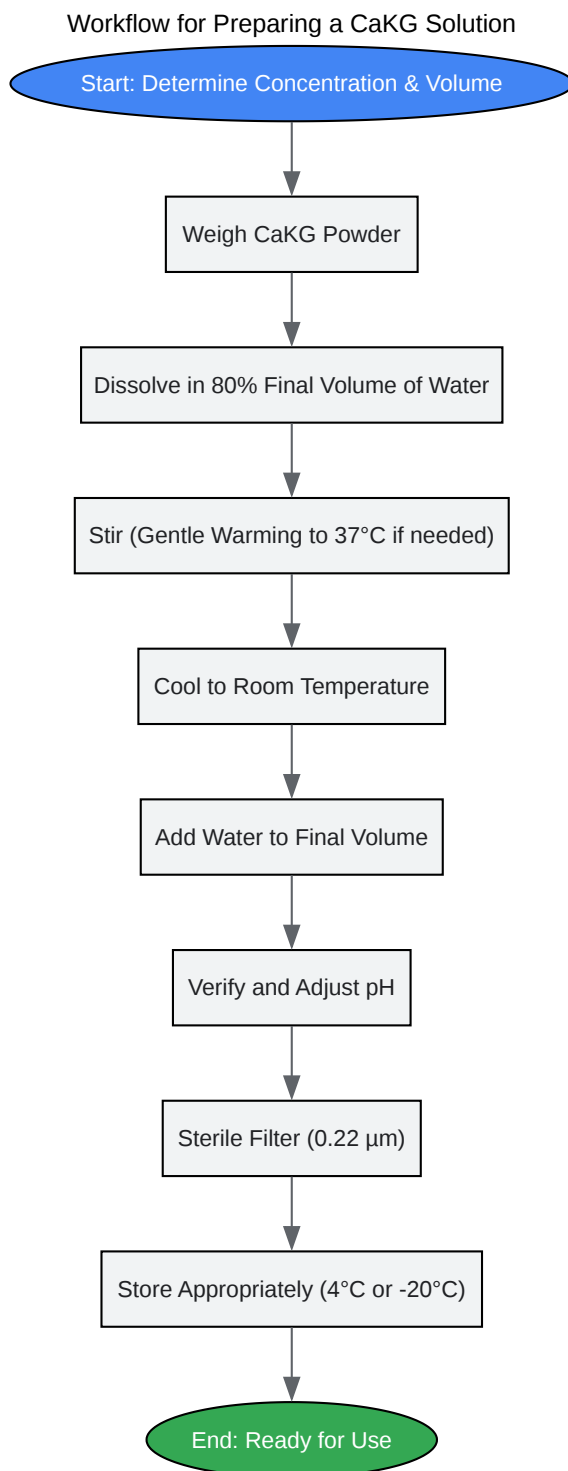 Workflow for Preparing a CaKG Solution
Start: Determine Concentration & Volume
Weigh CaKG Powder
Dissolve in 80% Final Volume of Water
Stir (Gentle Warming to 37°C if needed)
Cool to Room Temperature
Add Water to Final Volume
Verify and Adjust pH
Sterile Filter (0.22 µm)
Store Appropriately (4°C or -20°C)
End: Ready for Use